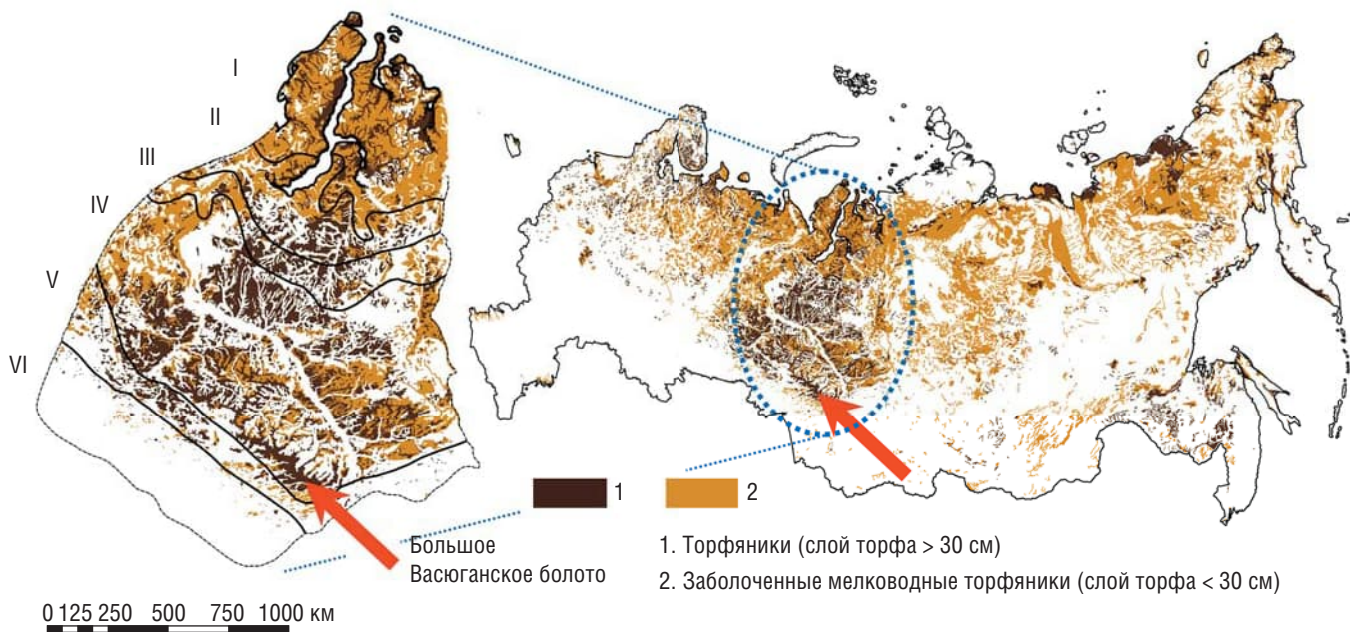 I
II
III
IV
V
VI
1
2
Большое
Васюганское болото
1. Торфяники (слой торфа > 30 см)
2. Заболоченные мелководные торфяники (слой торфа < 30 см)
0 125 250 500 750 1000 км